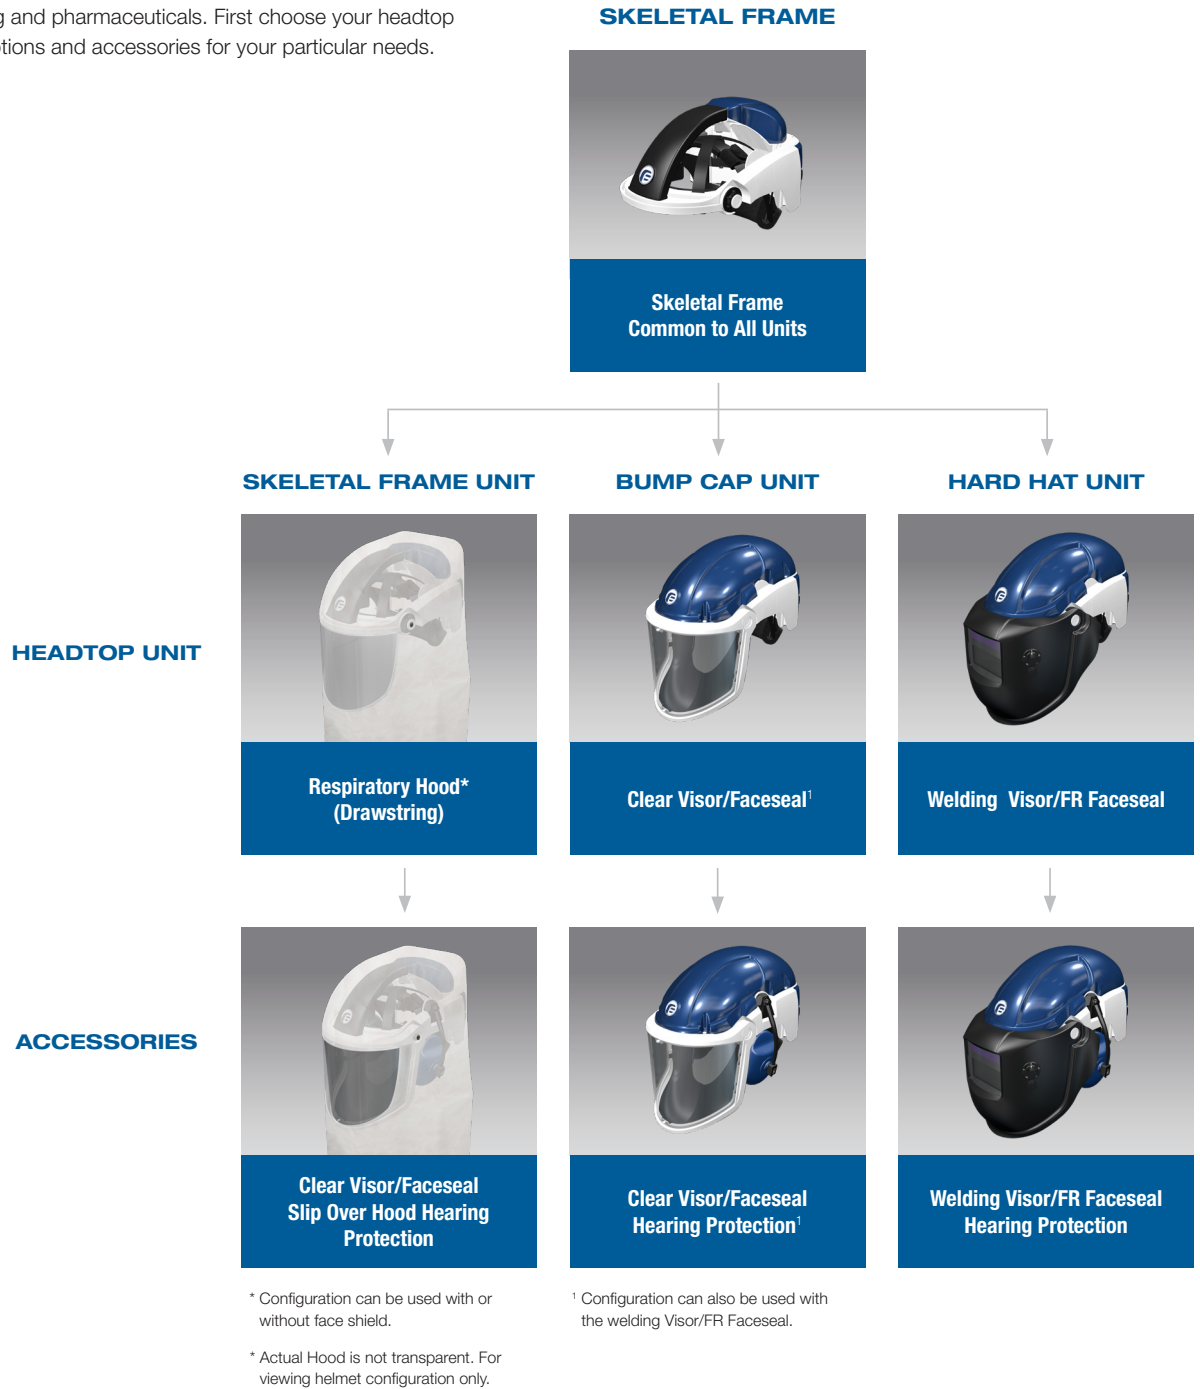 and pharmaceuticals. First choose your headtop
and accessories for your particular needs.
SKELETAL FRAME
Skeletal Frame
Common to All Units
SKELETAL FRAME UNIT
BUMP CAP UNIT
HARD HAT UNIT
HEADTOP UNIT
Respiratory Hood*
(Drawstring)
Clear Visor/Faceseal¹
Welding Visor/FR Faceseal
ACCESSORIES
Clear Visor/Faceseal
Slip Over Hood Hearing
Protection
Clear Visor/Faceseal
Hearing Protection¹
Welding Visor/FR Faceseal
Hearing Protection
* Configuration can be used with or
without face shield.
* Actual Hood is not transparent. For
viewing helmet configuration only.
¹ Configuration can also be used with
the welding Visor/FR Faceseal.